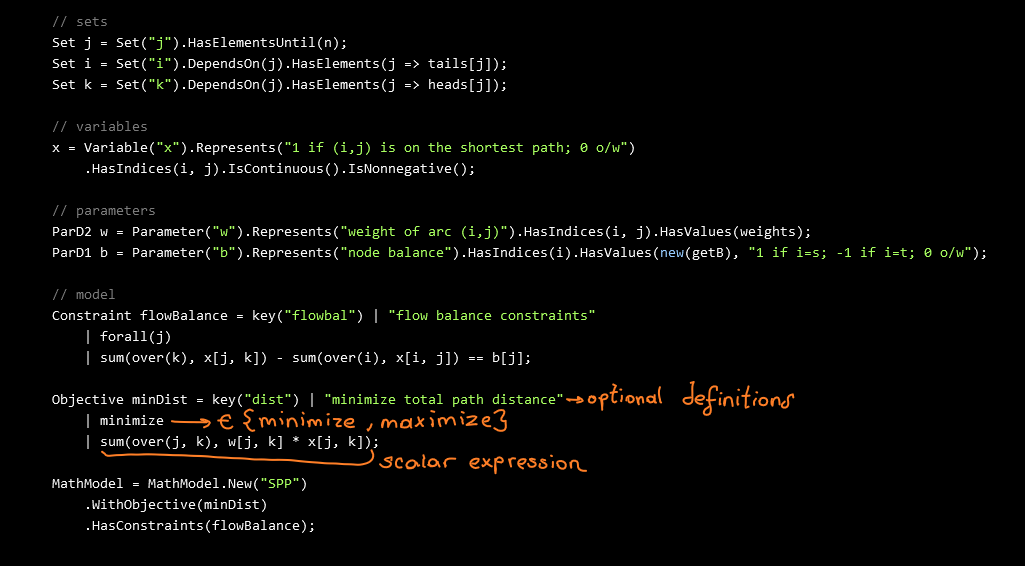 // sets
Set j = Set("j").HasElementsUntil(n);
Set i = Set("i").DependsOn(j).HasElements(j => tails[j]);
Set k = Set("k").DependsOn(j).HasElements(j => heads[j]);
// variables
x = Variable("x").Represents("1 if (i,j) is on the shortest path; 0 o/w")
.HasIndices(i, j).IsContinuous().IsNonnegative();
// parameters
ParD2 w = Parameter("w").Represents("weight of arc (i,j)").HasIndices(i, j).HasValues(weights);
ParD1 b = Parameter("b").Represents("node balance").HasIndices(i).HasValues(new(getB), "1 if i=s; -1 if i=t; 0 o/w");
// model
Constraint flowBalance = key("flowbal") | "flow balance constraints"
| forall(j)
| sum(over(k), x[j, k]) - sum(over(i), x[i, j]) == b[j];
Objective minDist = key("dist") | "minimize total path distance" → optional definitions
| minimize → ∈ {minimize, maximize}
| sum(over(j, k), w[j, k] * x[j, k]);
scalar expression
MathModel = MathModel.New("SPP")
.WithObjective(minDist)
.HasConstraints(flowBalance);